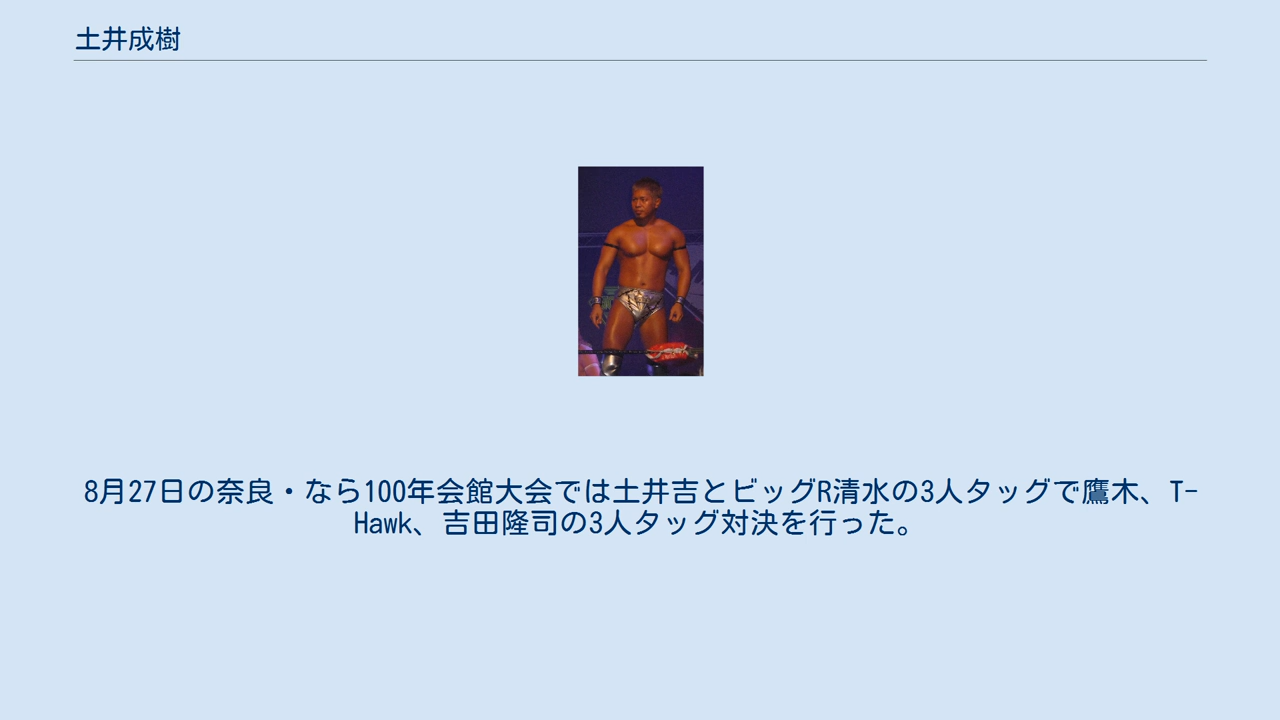 土井成樹
8月27日の奈良・なら100年会館大会では土井吉とビッグR清水の3人タッグで鷹木、T-
Hawk、吉田隆司の3人タッグ対決を行った。